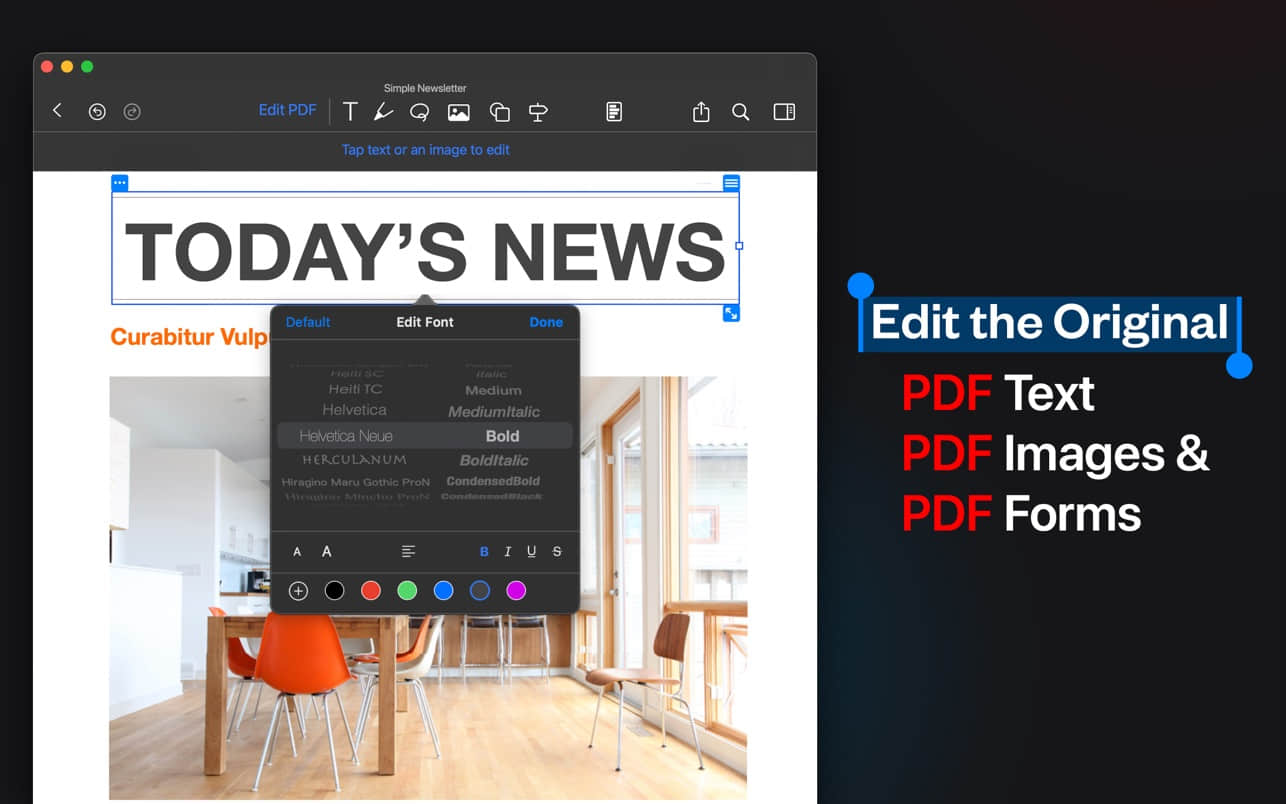 Simple Newsletter
Edit PDF
Tap text or an image to edit
TODAY’S NEWS
Curabitur Vulp
Default Edit Font Done
Heiti SC Italic
Heiti TC Medium
Helvetica MediumItalic
Helvetica Neue Bold
HERCULANUM BoldItalic
Hiragino Maru Gothic ProN CondensedBold
Hiragino Mincho ProN CondensedBlack
A A B I U S
Edit the Original
PDF Text
PDF Images &
PDF Forms